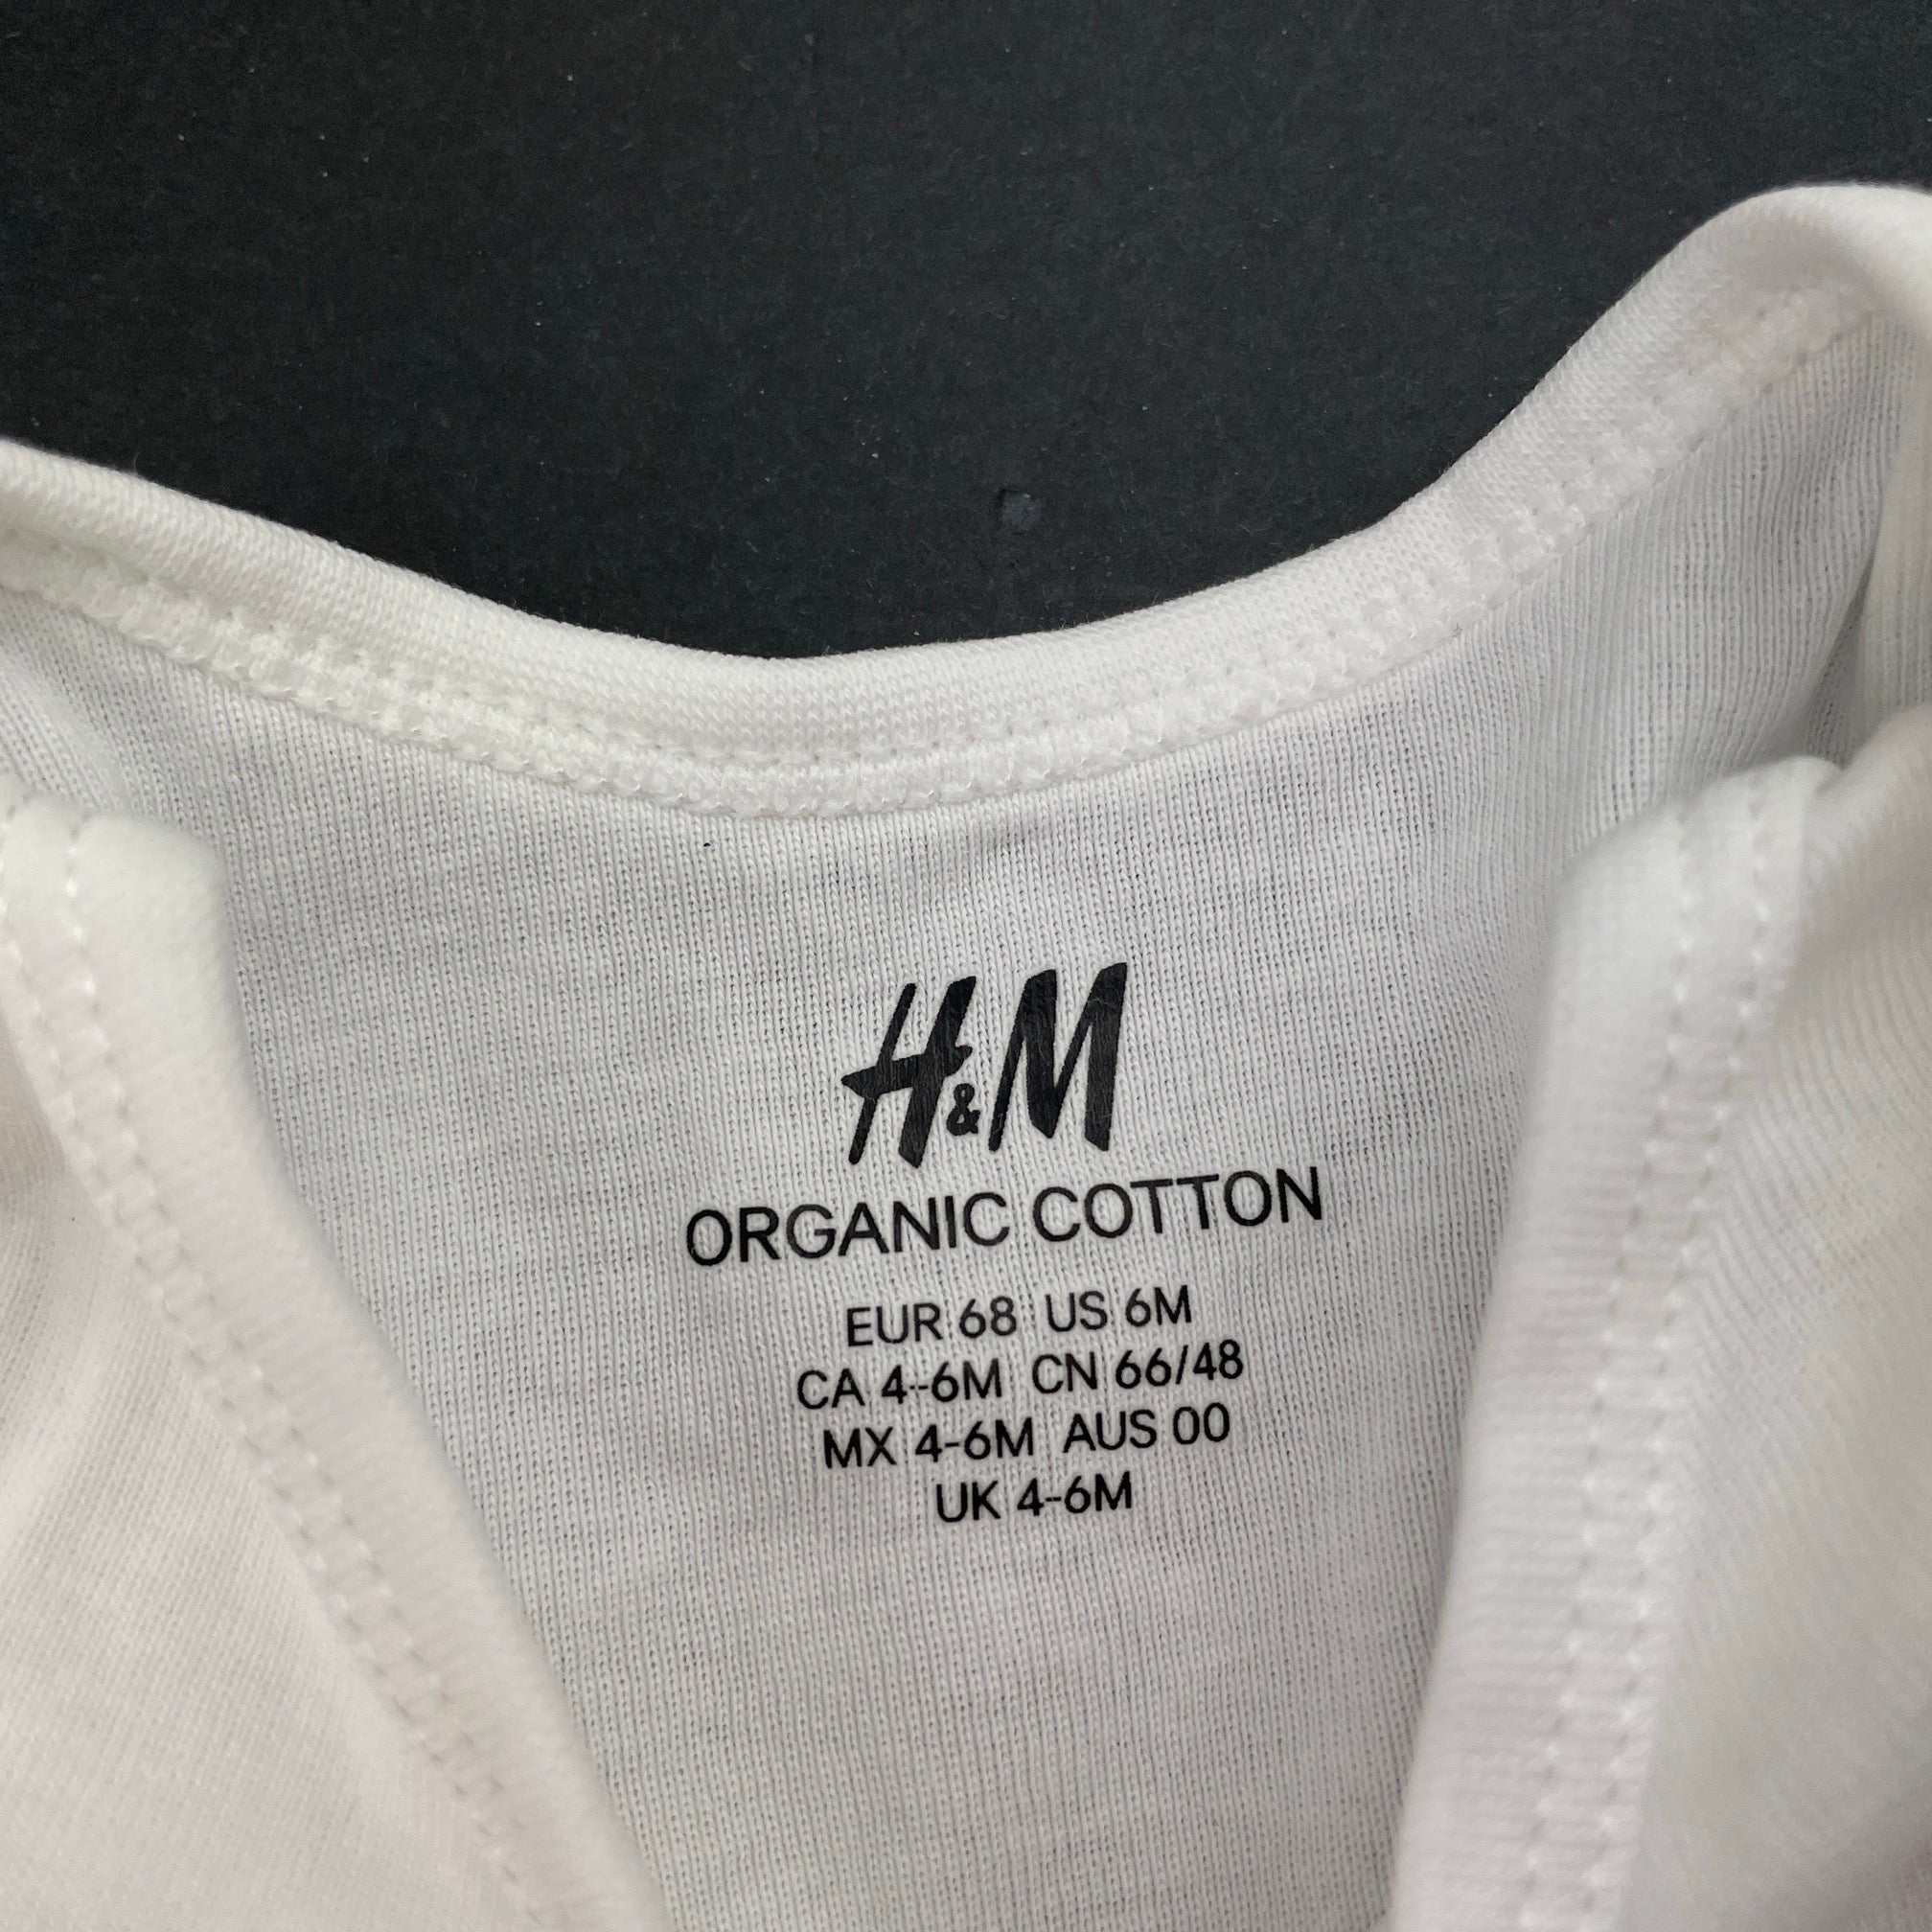 H&M
ORGANIC COTTON
EUR 68 US 6M
CA 4-6M CN 66/48
MX 4-6M AUS 00
UK 4-6M